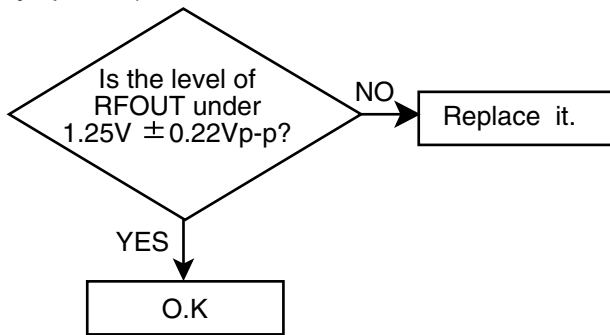 Is the level of
RFOUT under
1.25V ±0.22Vp-p?
NO
Replace it.
YES
O.K